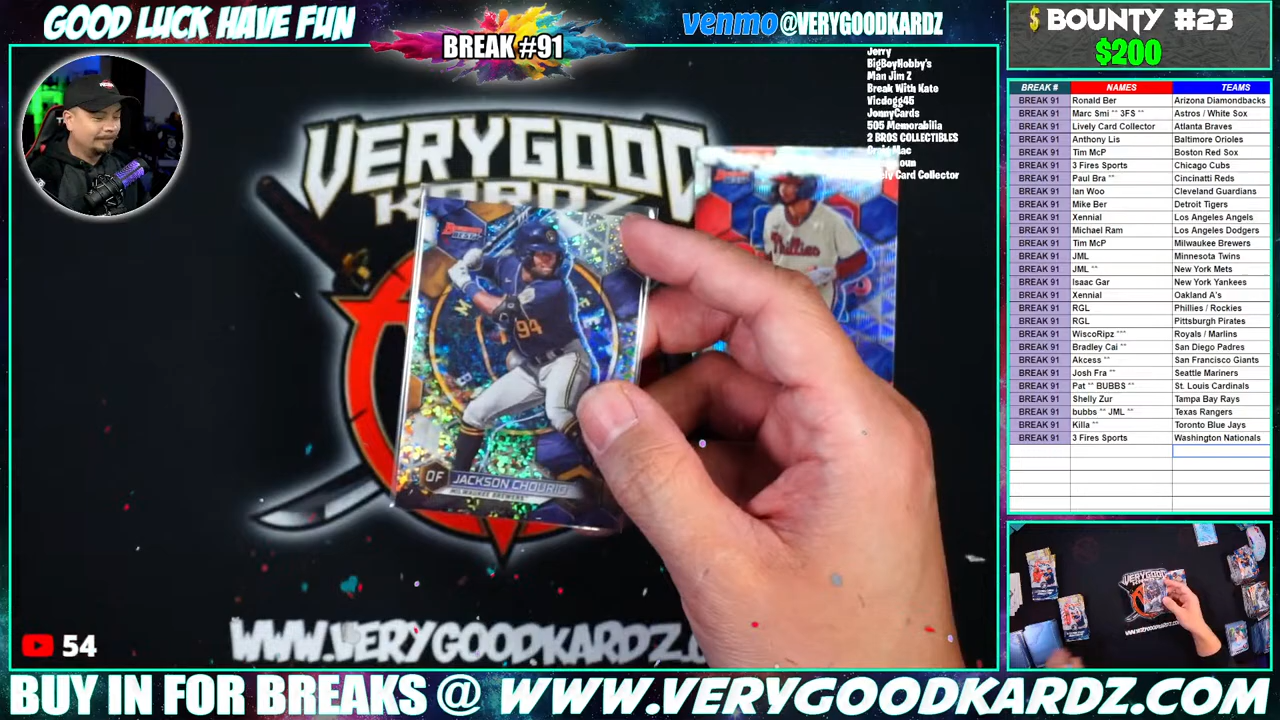 GOOD LUCK HAVE FUN
BREAK #91
venmo@VERYGOODKARDZ
$ BOUNTY #23
$200
Jerry
BigBoyHobby's
Man Jim Z
Break With Nate
Vicdogg45
JonnyCards
505 Memorabilia
2 BROS COLLECTIBLES
Lively Card Collector
BREAK # NAMES TEAMS
BREAK 91 Ronald Ber Arizona Diamondbacks
BREAK 91 Marc Smi ** 3FS ** Astros / White Sox
BREAK 91 Lively Card Collector Atlanta Braves
BREAK 91 Anthony Lis Baltimore Orioles
BREAK 91 Tim McP Boston Red Sox
BREAK 91 3 Fires Sports Chicago Cubs
BREAK 91 Paul Bra ** Cincinati Reds
BREAK 91 Ian Woo Cleveland Guardians
BREAK 91 Mike Ber Detroit Tigers
BREAK 91 Xennial Los Angeles Angels
BREAK 91 Michael Ram Los Angeles Dodgers
BREAK 91 Tim McP Milwaukee Brewers
BREAK 91 JML Minnesota Twins
BREAK 91 JML ** New York Mets
BREAK 91 Isaac Gar New York Yankees
BREAK 91 Xennial Oakland A's
BREAK 91 RGL Phillies / Rockies
BREAK 91 RGL Pittsburgh Pirates
BREAK 91 WiscoRipz *** Royals / Marlins
BREAK 91 Bradley Cai ** San Diego Padres
BREAK 91 Akcess ** San Francisco Giants
BREAK 91 Josh Fra ** Seattle Mariners
BREAK 91 Pat ** BUBBS ** St. Louis Cardinals
BREAK 91 Shelly Zur Tampa Bay Rays
BREAK 91 bubbs ** JML ** Texas Rangers
BREAK 91 Killa ** Toronto Blue Jays
BREAK 91 3 Fires Sports Washington Nationals
VERYGOOD
KARDZ
Bowman's
BEST
Phillies
94
OF JACKSON CHOURIO
MILWAUKEE BREWERS
WWW.VERYGOODKARDZ.C
54
BUY IN FOR BREAKS @ WWW.VERYGOODKARDZ.COM